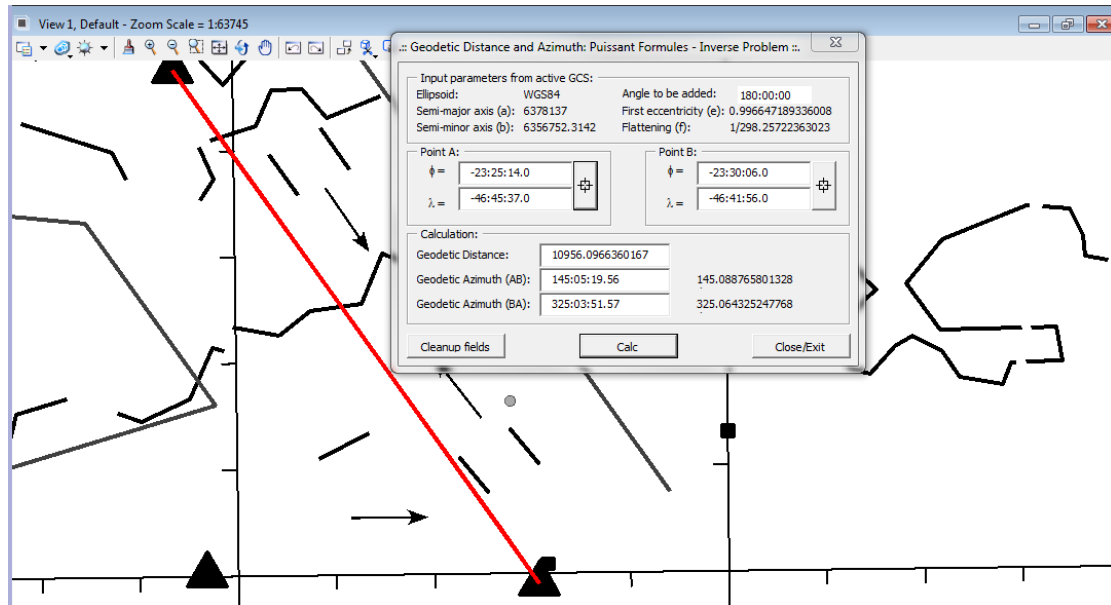 View 1, Default - Zoom Scale = 1:63745
.:: Geodetic Distance and Azimuth: Puissant Formules - Inverse Problem ::.
Input parameters from active GCS:
Ellipsoid: WGS84 Angle to be added: 180:00:00
Semi-major axis (a): 6378137 First eccentricity (e): 0.996647189336008
Semi-minor axis (b): 6356752.3142 Flattening (f): 1/298.25722363023
Point A: Point B:
ϕ = -23:25:14.0 ϕ = -23:30:06.0
λ = -46:45:37.0 λ = -46:41:56.0
Calculation:
Geodetic Distance: 10956.0966360167
Geodetic Azimuth (AB): 145:05:19.56 145.088765801328
Geodetic Azimuth (BA): 325:03:51.57 325.064325247768
Cleanup fields Calc Close/Exit